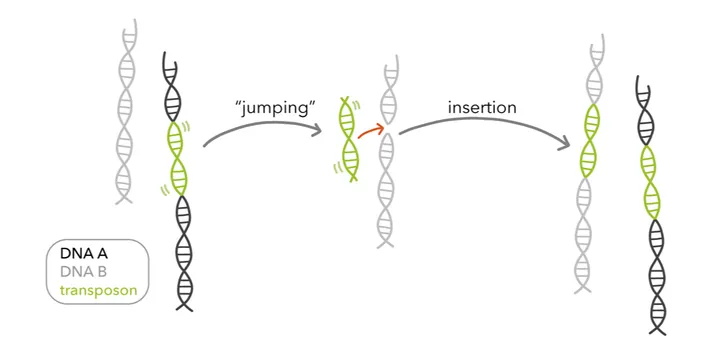 “jumping”
insertion
DNA A
DNA B
transposon